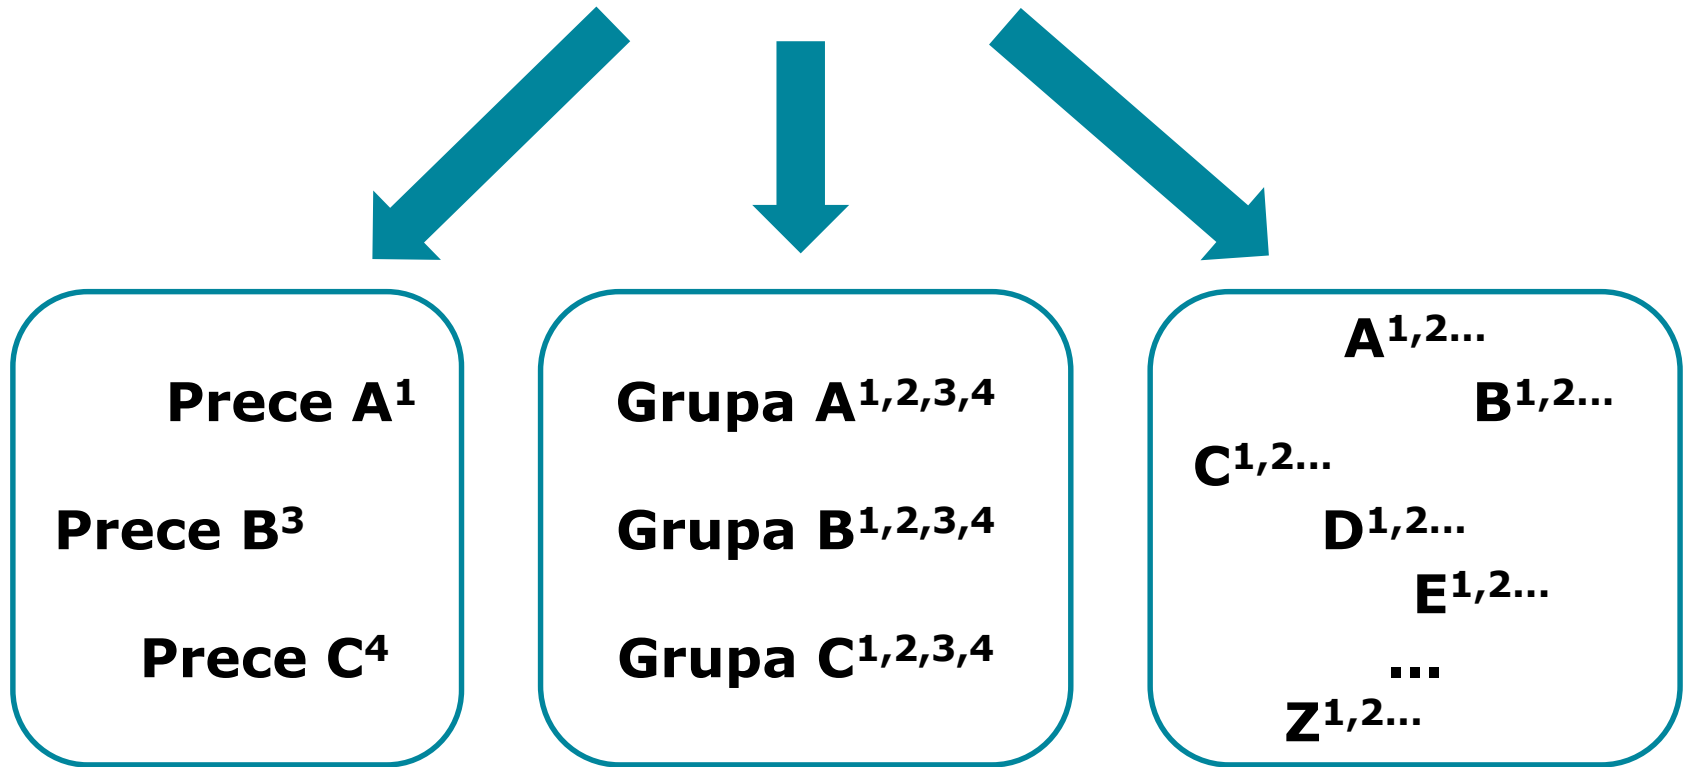 Prece A¹
Prece B³
Prece C⁴
Grupa A¹,²,³,⁴
Grupa B¹,²,³,⁴
Grupa C¹,²,³,⁴
A¹,²...
B¹,²...
C¹,²...
D¹,²...
E¹,²...
...
Z¹,²...